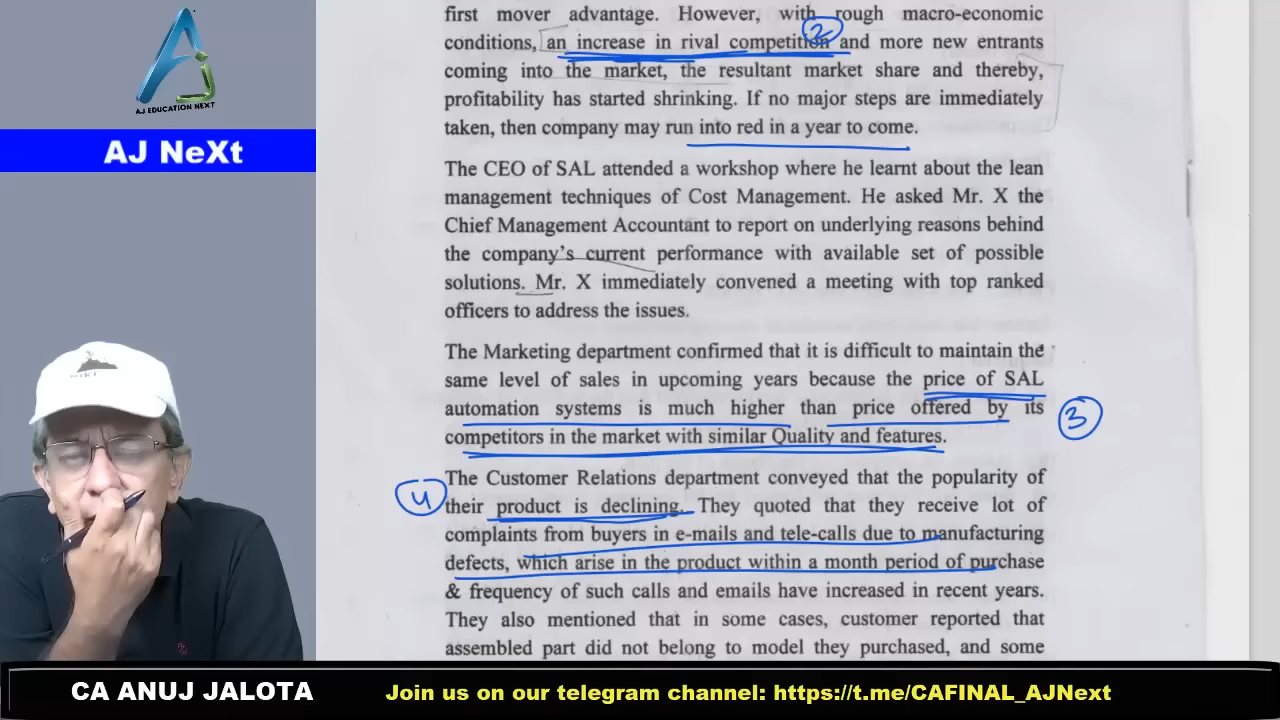 first mover advantage. However, with rough macro-economic
conditions, an increase in rival competition and more new entrants
coming into the market, the resultant market share and thereby,
profitability has started shrinking. If no major steps are immediately
taken, then company may run into red in a year to come.
The CEO of SAL attended a workshop where he learnt about the lean
management techniques of Cost Management. He asked Mr. X the
Chief Management Accountant to report on underlying reasons behind
the company's current performance with available set of possible
solutions. Mr. X immediately convened a meeting with top ranked
officers to address the issues.
The Marketing department confirmed that it is difficult to maintain the
same level of sales in upcoming years because the price of SAL
automation systems is much higher than price offered by its
competitors in the market with similar Quality and features.
The Customer Relations department conveyed that the popularity of
their product is declining. They quoted that they receive lot of
complaints from buyers in e-mails and tele-calls due to manufacturing
defects, which arise in the product within a month period of purchase
& frequency of such calls and emails have increased in recent years.
They also mentioned that in some cases, customer reported that
assembled part did not belong to model they purchased, and some
2
3
4
AJ EDUCATION NEXT
AJ NeXt
CA ANUJ JALOTA
Join us on our telegram channel: https://t.me/CAFINAL_AJNext